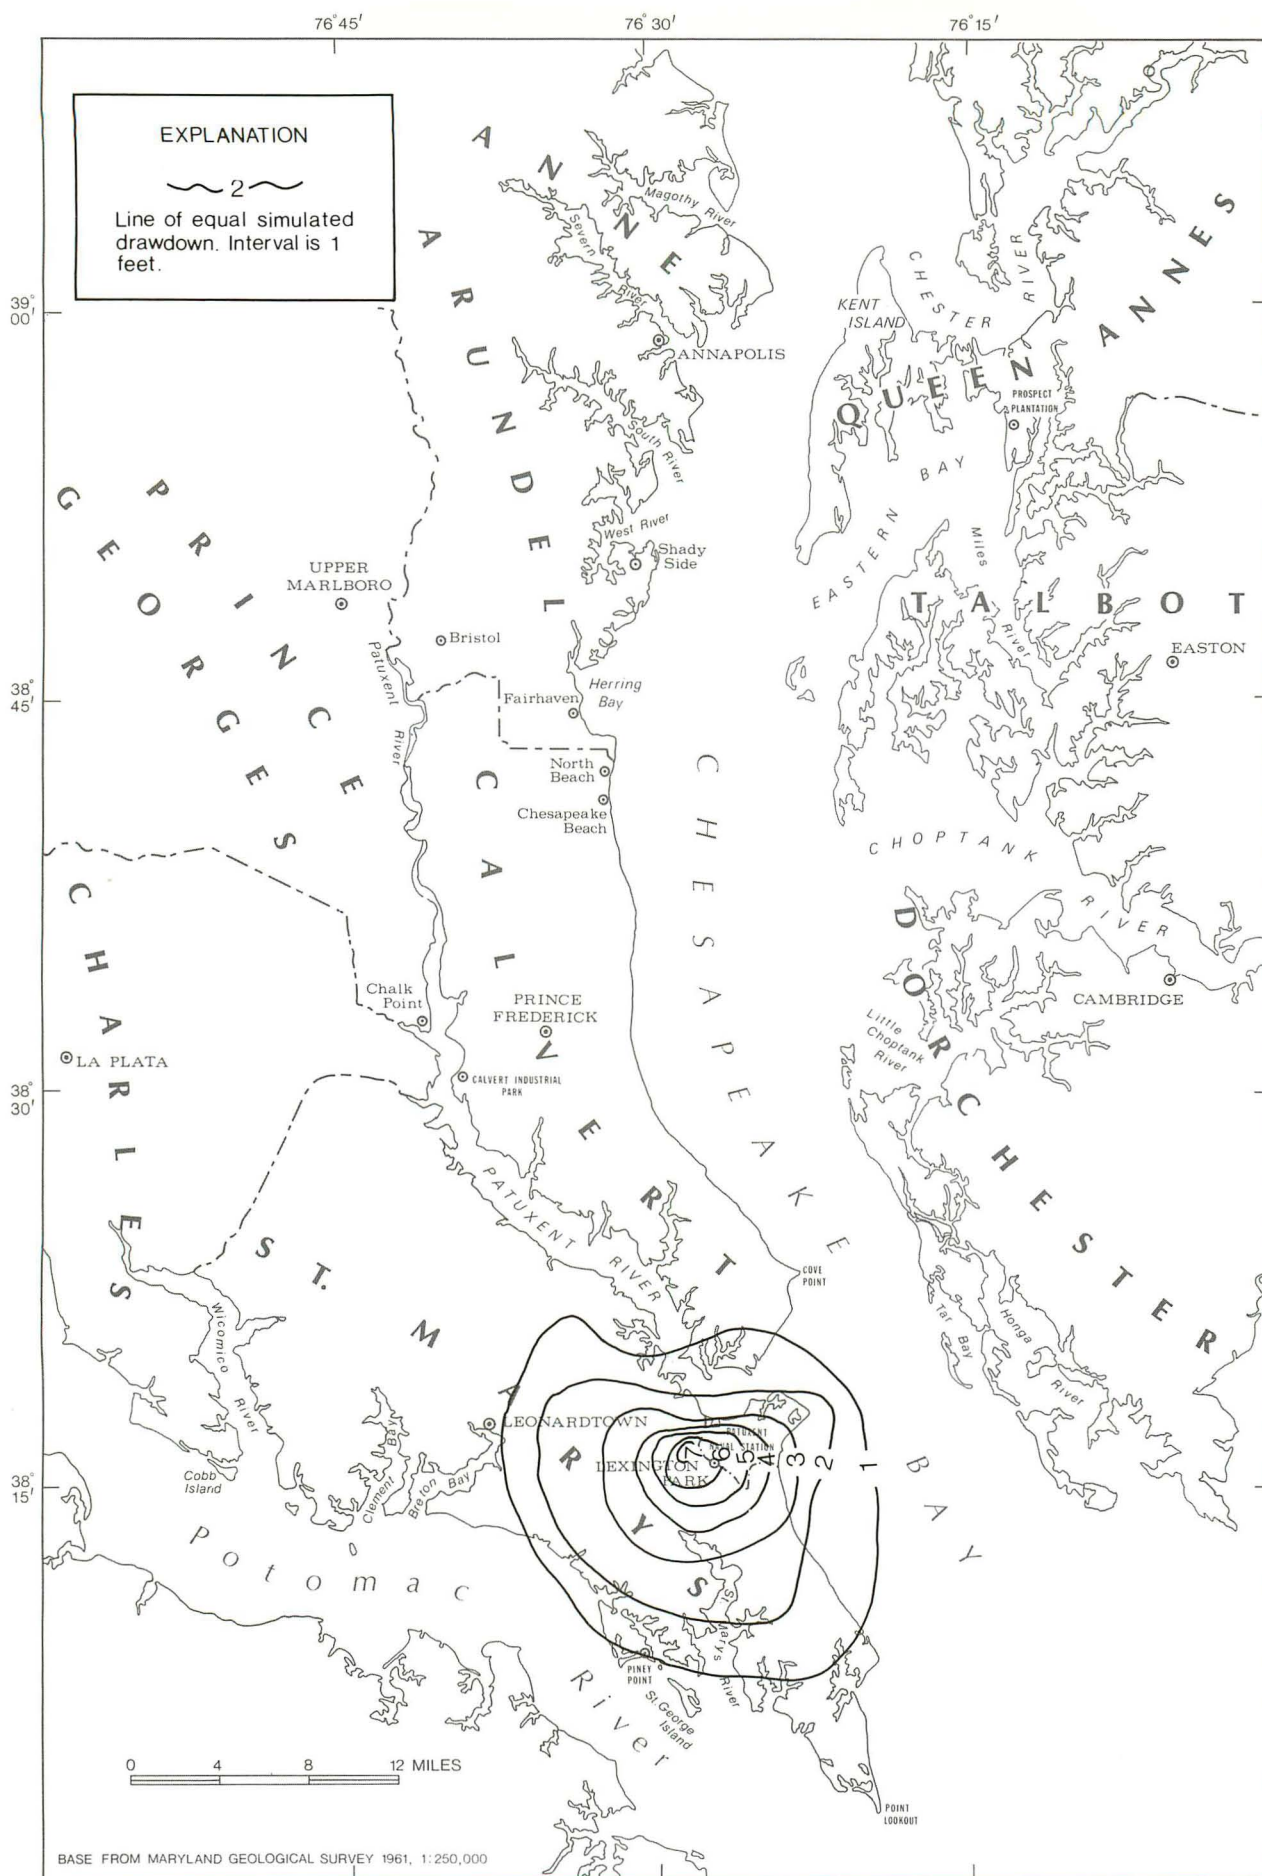 76°45'
76°30'
76°15'
EXPLANATION
2
Line of equal simulated
drawdown. Interval is 1
feet.
39°
00'
38°
45'
38°
30'
38°
15'
ANNE
ARUNDEL
Magothy River
Severn
River
ANNAPOLIS
South River
West River
Shady
Side
CHESTER
RIVER
CHESTER
KENT
ISLAND
QUEEN ANNES
PROSPECT
PLANTATION
EASTERN BAY
Miles
River
TALBOT
EASTON
PRINCE
GEORGES
UPPER
MARLBORO
Bristol
Patuxent
River
Fairhaven
Herring
Bay
North
Beach
Chesapeake
Beach
CALVERT
CHESAPEAKE
BAY
CHOPTANK
RIVER
CAMBRIDGE
DORCHESTER
Little
Choptank
River
CHARLES
LA PLATA
Chalk
Point
PRINCE
FREDERICK
CALVERT INDUSTRIAL
PARK
PATUXENT RIVER
COVE
POINT
Tar Bay
Honga
River
ST. MARYS
Wicomico
River
Cobb
Island
Clement
Bay
Breton Bay
LEONARDTOWN
PATUXENT
NAVAL STATION
LEXINGTON
PARK
7
6
5
4
3
2
1
Potomac
River
St. Marys
River
PINEY
POINT
St. George
Island
POINT
LOOKOUT
0 4 8 12 MILES
BASE FROM MARYLAND GEOLOGICAL SURVEY 1961, 1:250,000